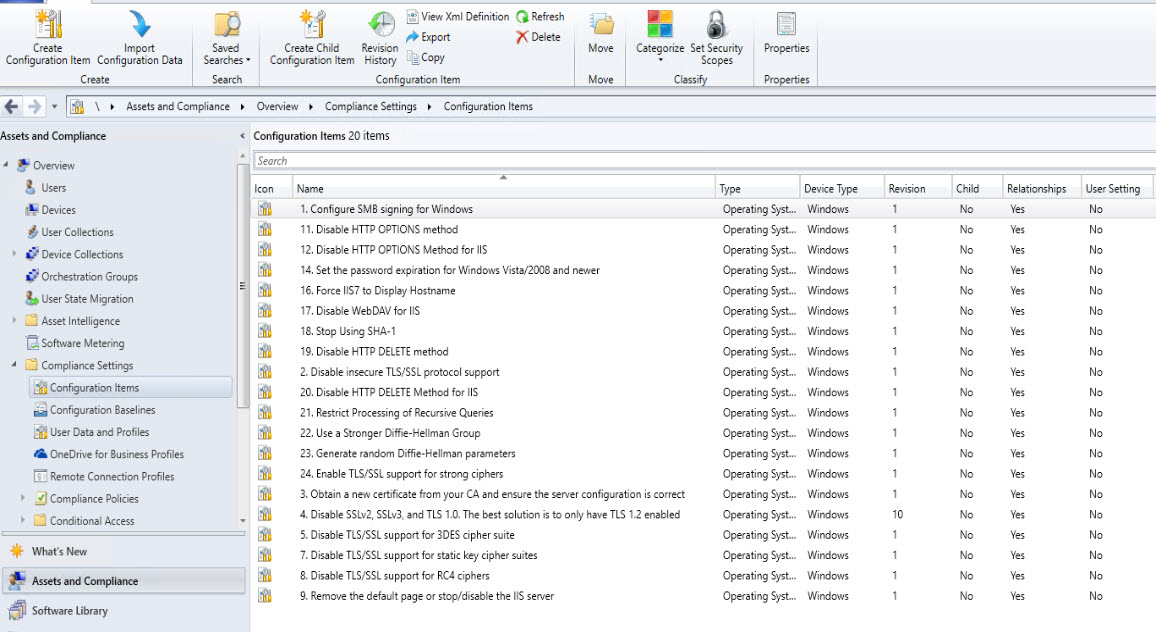 Create Configuration Item
Import Configuration Data
Create
Saved Searches
Search
Create Child Configuration Item
Revision History
View Xml Definition
Export
Copy
Refresh
Delete
Configuration Item
Move
Move
Categorize
Set Security Scopes
Classify
Properties
Properties
\ Assets and Compliance Overview Compliance Settings Configuration Items
Assets and Compliance
Overview
Users
Devices
User Collections
Device Collections
Orchestration Groups
User State Migration
Asset Intelligence
Software Metering
Compliance Settings
Configuration Items
Configuration Baselines
User Data and Profiles
OneDrive for Business Profiles
Remote Connection Profiles
Compliance Policies
Conditional Access
What's New
Assets and Compliance
Software Library
Configuration Items 20 items
Search
Icon Name Type Device Type Revision Child Relationships User Setting
1. Configure SMB signing for Windows Operating Syst... Windows 1 No Yes No
11. Disable HTTP OPTIONS method Operating Syst... Windows 1 No Yes No
12. Disable HTTP OPTIONS Method for IIS Operating Syst... Windows 1 No Yes No
14. Set the password expiration for Windows Vista/2008 and newer Operating Syst... Windows 1 No Yes No
16. Force IIS7 to Display Hostname Operating Syst... Windows 1 No Yes No
17. Disable WebDAV for IIS Operating Syst... Windows 1 No Yes No
18. Stop Using SHA-1 Operating Syst... Windows 1 No Yes No
19. Disable HTTP DELETE method Operating Syst... Windows 1 No Yes No
2. Disable insecure TLS/SSL protocol support Operating Syst... Windows 1 No Yes No
20. Disable HTTP DELETE Method for IIS Operating Syst... Windows 1 No Yes No
21. Restrict Processing of Recursive Queries Operating Syst... Windows 1 No Yes No
22. Use a Stronger Diffie-Hellman Group Operating Syst... Windows 1 No Yes No
23. Generate random Diffie-Hellman parameters Operating Syst... Windows 1 No Yes No
24. Enable TLS/SSL support for strong ciphers Operating Syst... Windows 1 No Yes No
3. Obtain a new certificate from your CA and ensure the server configuration is correct Operating Syst... Windows 1 No Yes No
4. Disable SSLv2, SSLv3, and TLS 1.0. The best solution is to only have TLS 1.2 enabled Operating Syst... Windows 10 No Yes No
5. Disable TLS/SSL support for 3DES cipher suite Operating Syst... Windows 1 No Yes No
7. Disable TLS/SSL support for static key cipher suites Operating Syst... Windows 1 No Yes No
8. Disable TLS/SSL support for RC4 ciphers Operating Syst... Windows 1 No Yes No
9. Remove the default page or stop/disable the IIS server Operating Syst... Windows 1 No Yes No